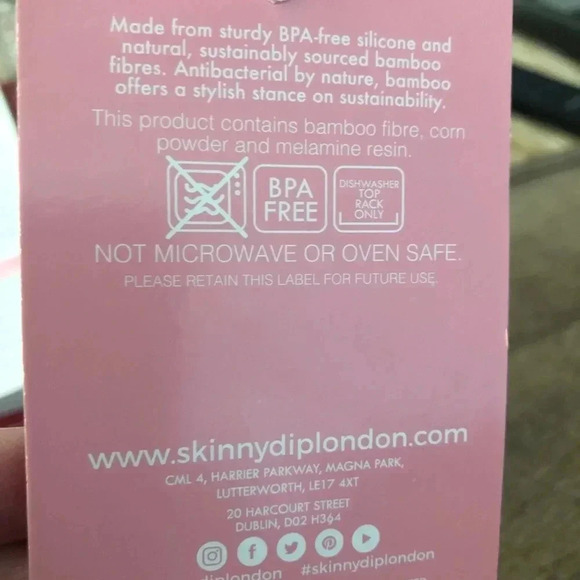 Made from sturdy BPA-free silicone and
natural, sustainably sourced bamboo
fibres. Antibacterial by nature, bamboo
offers a stylish stance on sustainability.
This product contains bamboo fibre, corn
powder and melamine resin.
BPA
FREE
DISHWASHER
TOP
RACK
ONLY
NOT MICROWAVE OR OVEN SAFE.
PLEASE RETAIN THIS LABEL FOR FUTURE USE.
www.skinnydiplondon.com
CML 4, HARRIER PARKWAY, MAGNA PARK,
LUTTERWORTH, LE17 4XT
20 HARCOURT STREET
DUBLIN, D02 H364
diplondon #skinnydiplondon